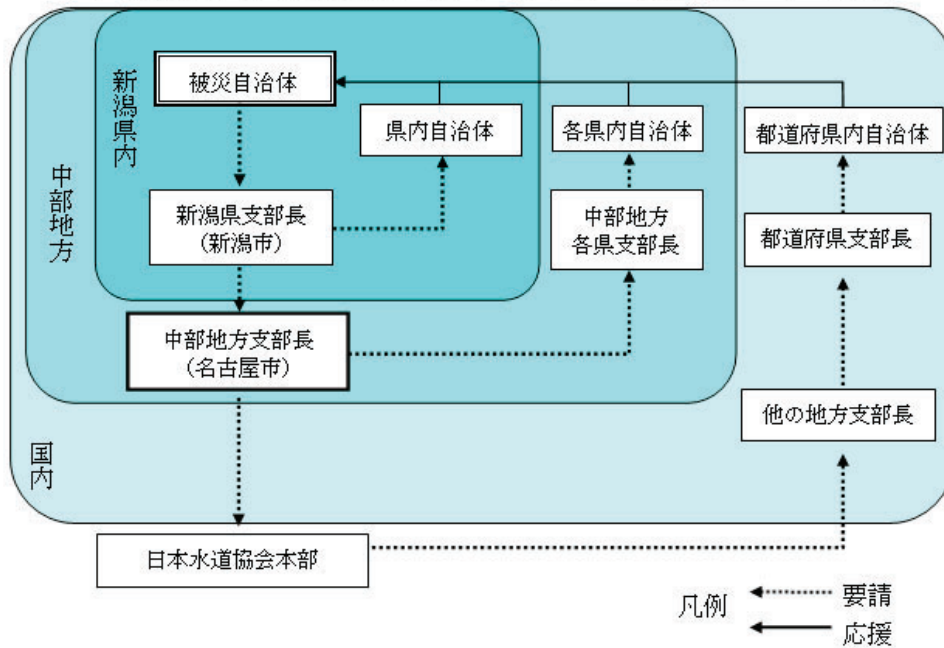 新潟県内
被災自治体
県内自治体
各県内自治体
都道府県内自治体
中部地方
新潟県支部長
(新潟市)
中部地方
各県支部長
都道府県支部長
中部地方支部長
(名古屋市)
他の地方支部長
国内
日本水道協会本部
凡例
要請
応援